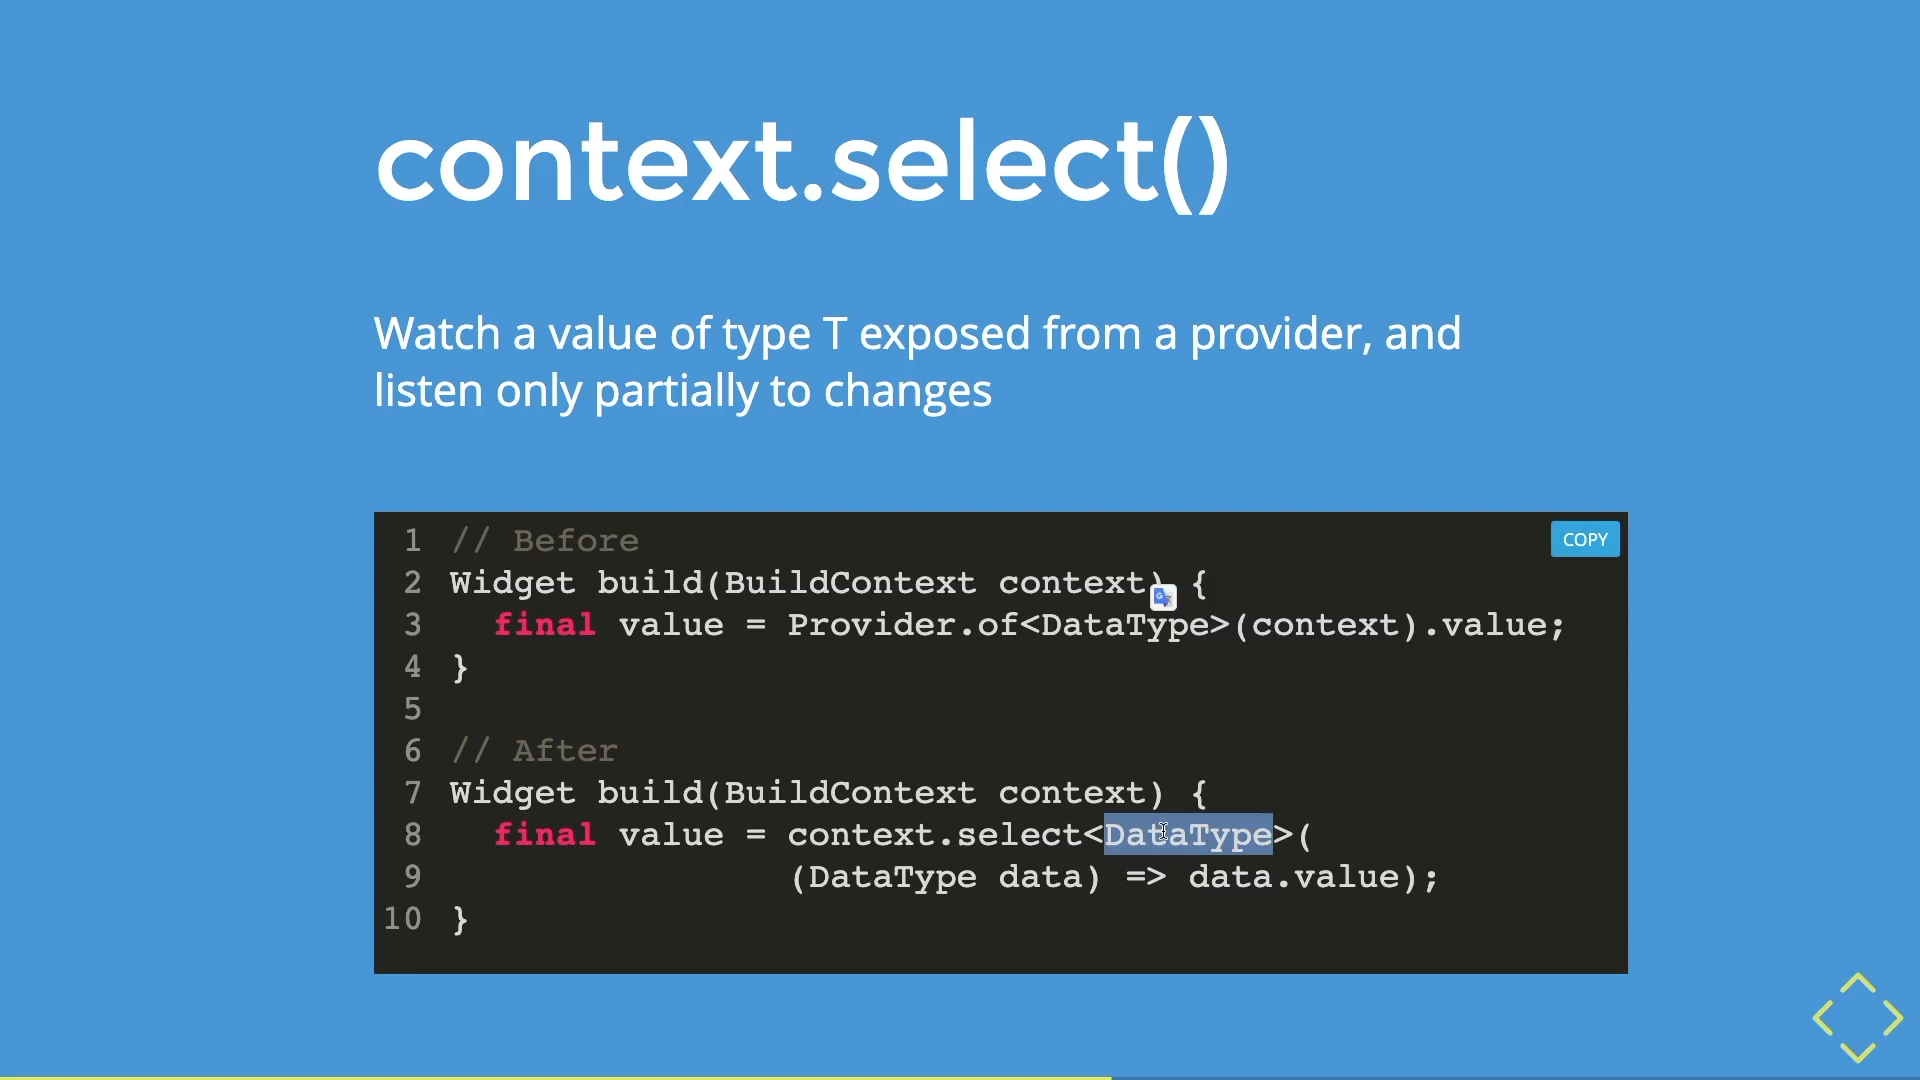 context.select()
Watch a value of type T exposed from a provider, and
listen only partially to changes
COPY
1 // Before
2 Widget build(BuildContext context) {
3   final value = Provider.of<DataType>(context).value;
4 }
5
6 // After
7 Widget build(BuildContext context) {
8   final value = context.select<DataType>(
9                 (DataType data) => data.value);
10 }